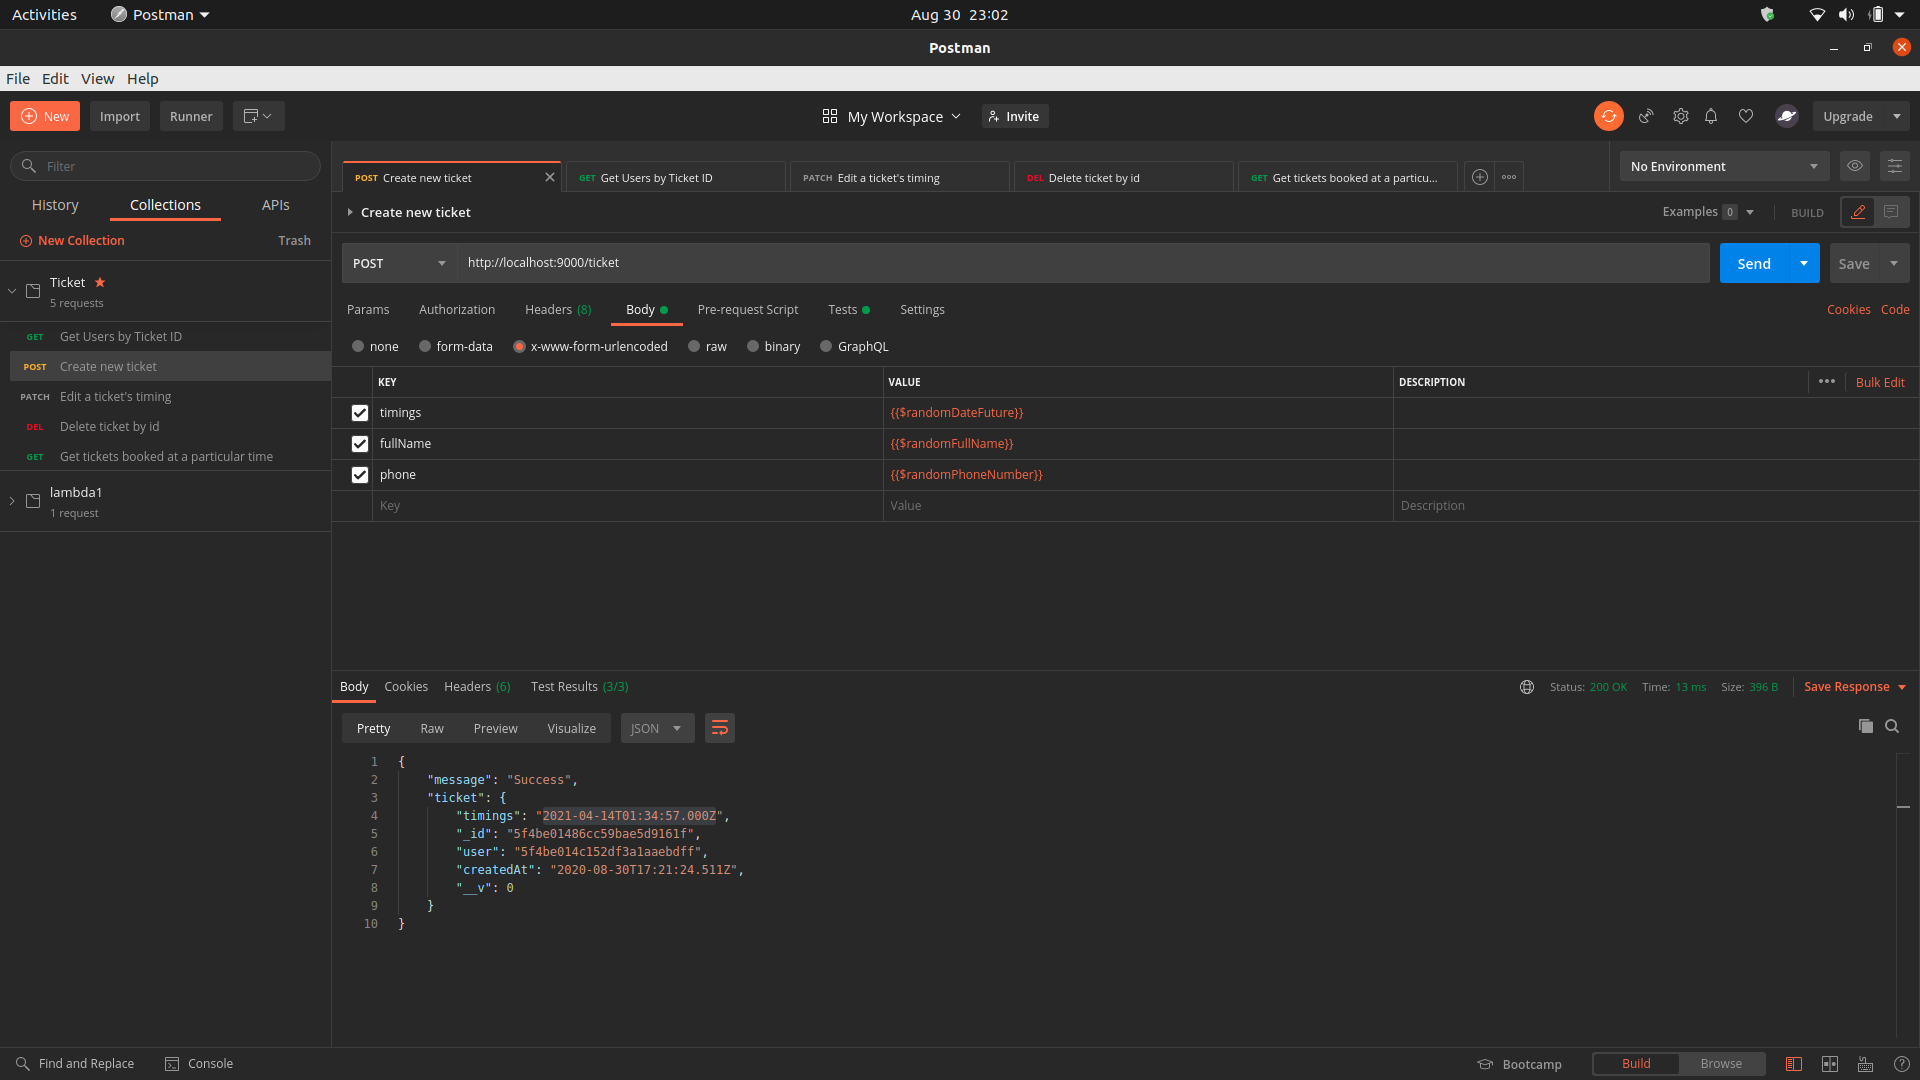 Activities Postman Aug 30 23:02
Postman
File Edit View Help
New Import Runner My Workspace Invite Upgrade
Filter
History Collections APIs
New Collection Trash
Ticket
5 requests
GET Get Users by Ticket ID
POST Create new ticket
PATCH Edit a ticket's timing
DEL Delete ticket by id
GET Get tickets booked at a particular time
lambda1
1 request
POST Create new ticket GET Get Users by Ticket ID PATCH Edit a ticket's timing DEL Delete ticket by id GET Get tickets booked at a particu... No Environment
Create new ticket Examples 0 BUILD
POST http://localhost:9000/ticket Send Save
Params Authorization Headers (8) Body Pre-request Script Tests Settings Cookies Code
none form-data x-www-form-urlencoded raw binary GraphQL
KEY VALUE DESCRIPTION Bulk Edit
timings {{$randomDateFuture}}
fullName {{$randomFullName}}
phone {{$randomPhoneNumber}}
Key Value Description
Body Cookies Headers (6) Test Results (3/3) Status: 200 OK Time: 13 ms Size: 396 B Save Response
Pretty Raw Preview Visualize JSON
1 {
2 "message": "Success",
3 "ticket": {
4 "timings": "2021-04-14T01:34:57.000Z",
5 "_id": "5f4be01486cc59bae5d9161f",
6 "user": "5f4be014c152df3a1aaebdff",
7 "createdAt": "2020-08-30T17:21:24.511Z",
8 "__v": 0
9 }
10 }
Find and Replace Console Bootcamp Build Browse